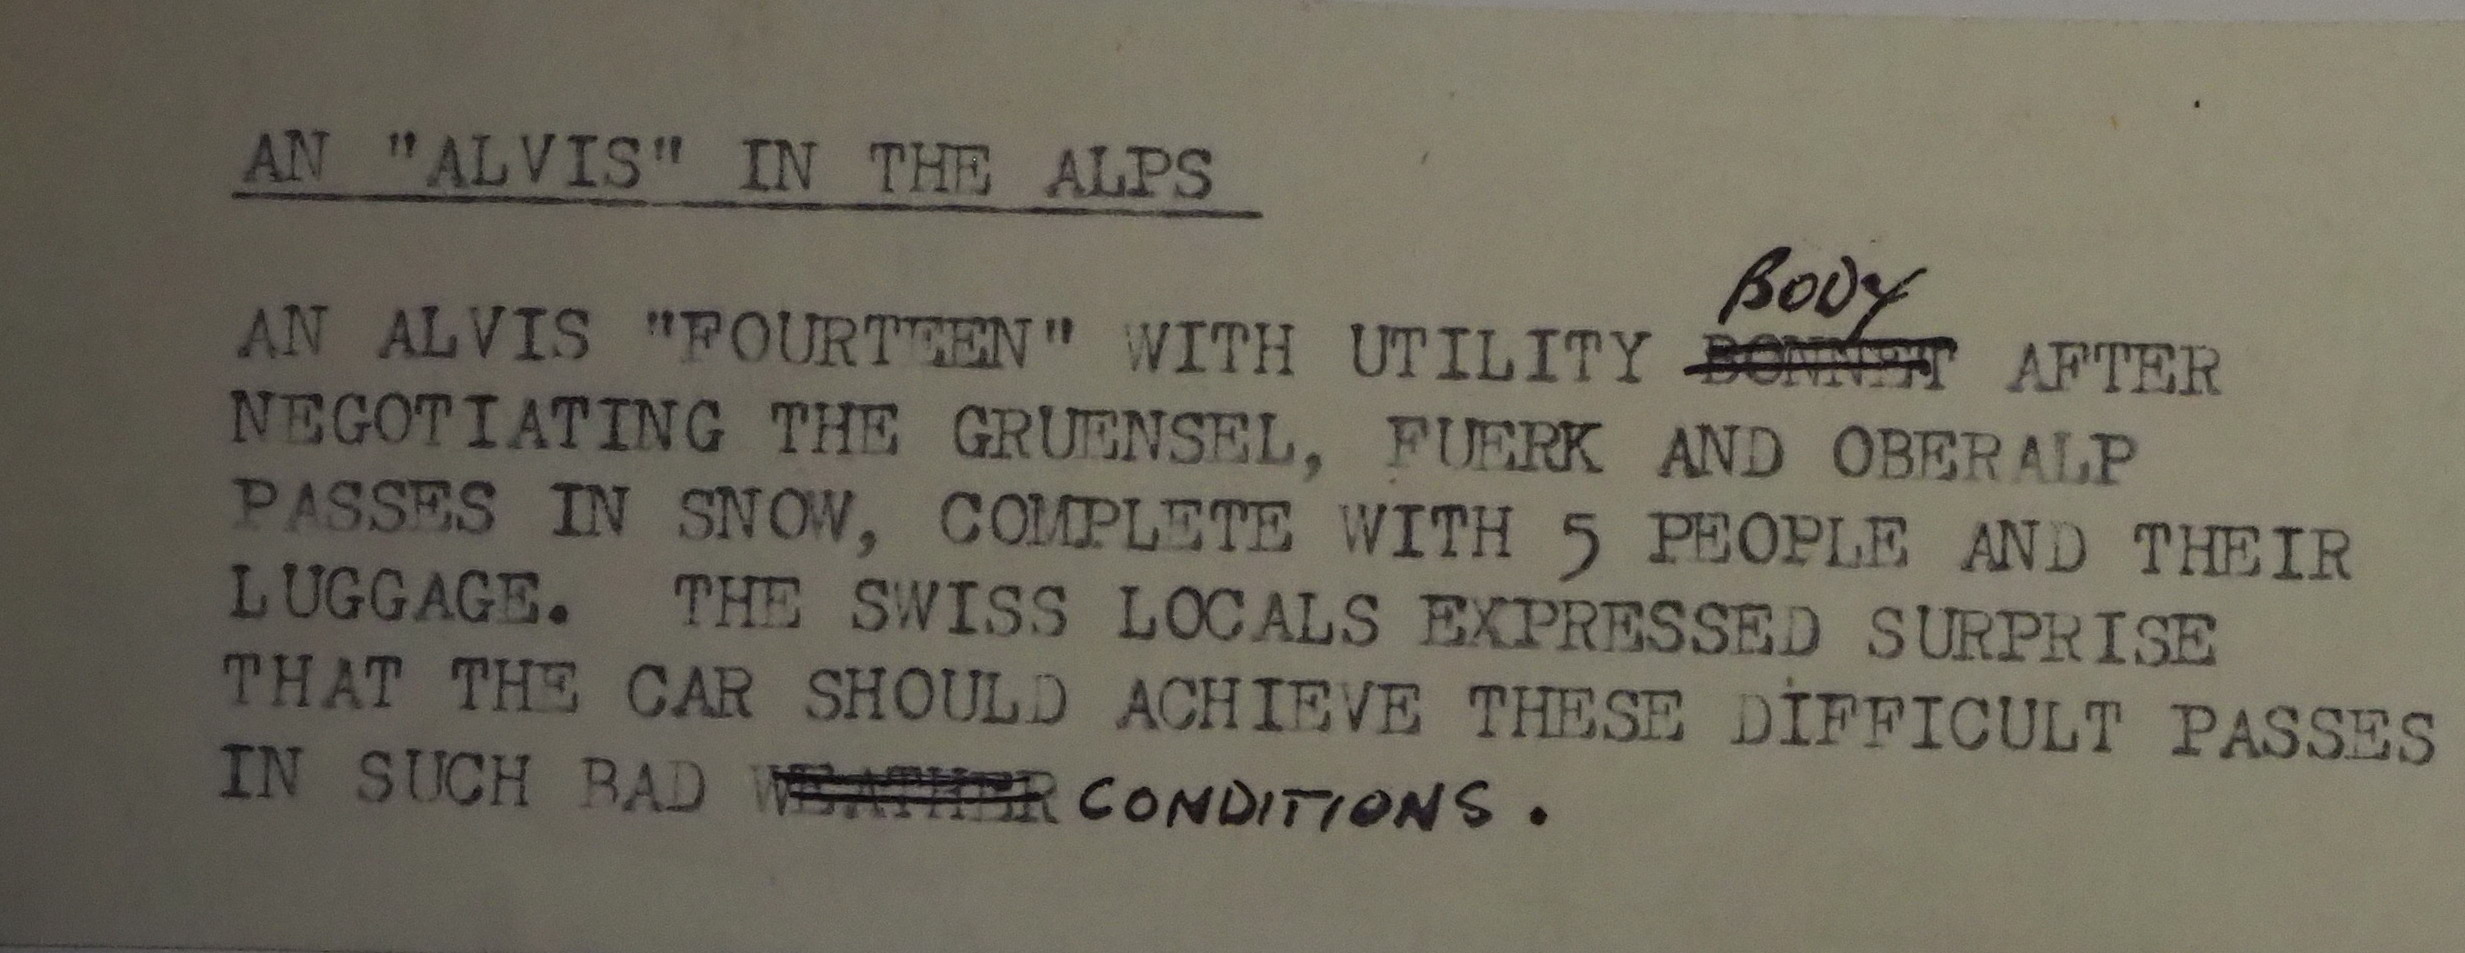 AN "ALVIS" IN THE ALPS
BODY
AN ALVIS "FOURTEEN" WITH UTILITY BONNET AFTER
NEGOTIATING THE GRUENSEL, FUERK AND OBERALP
PASSES IN SNOW, COMPLETE WITH 5 PEOPLE AND THEIR
LUGGAGE. THE SWISS LOCALS EXPRESSED SURPRISE
THAT THE CAR SHOULD ACHIEVE THESE DIFFICULT PASSES
IN SUCH BAD WEATHER CONDITIONS.